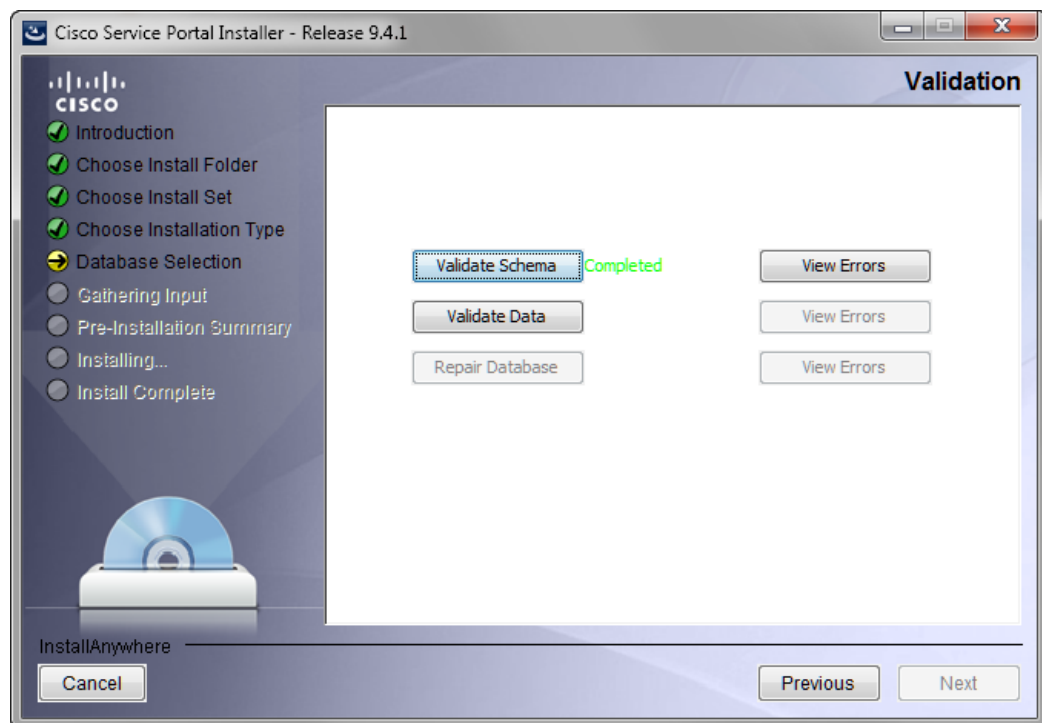 Cisco Service Portal Installer - Release 9.4.1
CISCO
Validation
Introduction
Choose Install Folder
Choose Install Set
Choose Installation Type
Database Selection
Gathering Input
Pre-Installation Summary
Installing...
Install Complete
Validate Schema Completed View Errors
Validate Data View Errors
Repair Database View Errors
InstallAnywhere
Cancel Previous Next